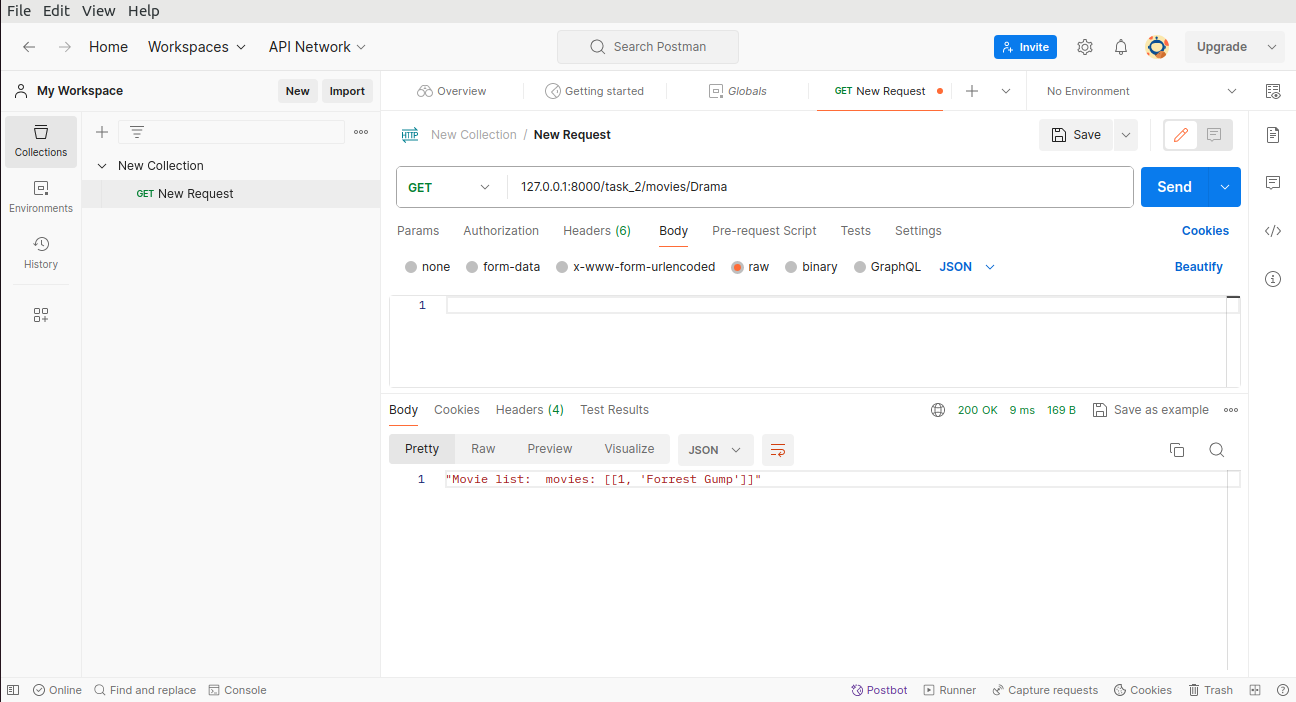 File Edit View Help
Home Workspaces API Network Search Postman Invite Upgrade
My Workspace New Import Overview Getting started Globals GET New Request No Environment
Collections
Environments
History
New Collection
GET New Request
HTTP New Collection / New Request Save
GET 127.0.0.1:8000/task_2/movies/Drama Send
Params Authorization Headers (6) Body Pre-request Script Tests Settings Cookies
none form-data x-www-form-urlencoded raw binary GraphQL JSON Beautify
1
Body Cookies Headers (4) Test Results 200 OK 9 ms 169 B Save as example
Pretty Raw Preview Visualize JSON
1 "Movie list:  movies: [[1, 'Forrest Gump']]"
Online Find and replace Console Postbot Runner Capture requests Cookies Trash